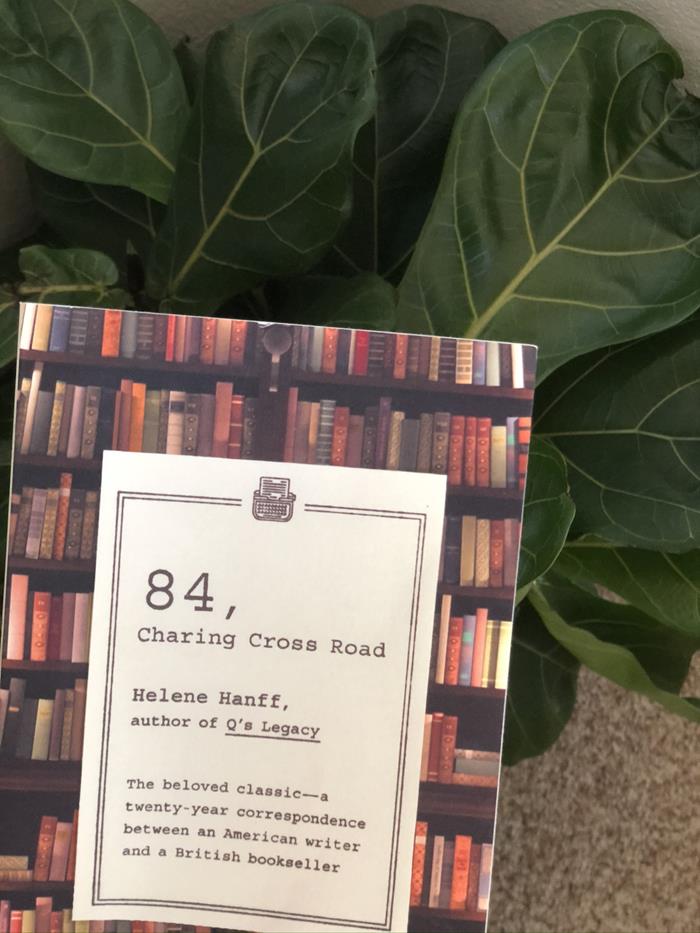 84,
Charing Cross Road
Helene Hanff,
author of Q's Legacy
The beloved classic—a
twenty-year correspondence
between an American writer
and a British bookseller